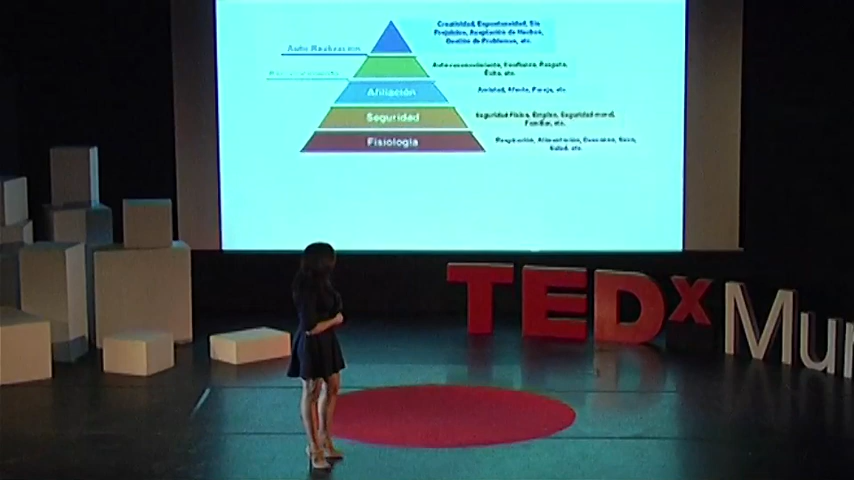 Creatividad, Espontaneidad, Sin
Prejuicios, Aceptación de Hechos,
Gestión de Problemas, etc.
Auto Realización
Auto-reconocimiento, Confianza, Respeto,
Éxito, etc.
Afiliación
Amistad, Afecto, Pareja, etc.
Seguridad
Seguridad Física, Empleo, Seguridad moral,
Familiar, etc.
Fisiología
Respiración, Alimentación, Descanso, Sexo,
Salud, etc.
TEDx Mur